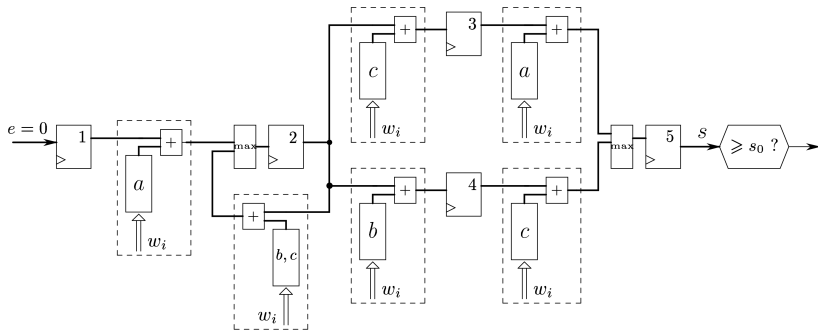 c
+
3
a
+
w_i
w_i
e = 0
1
a
+
w_i
max
2
+
b, c
w_i
b
+
w_i
4
c
+
w_i
max
5
s
⩾ s_0 ?